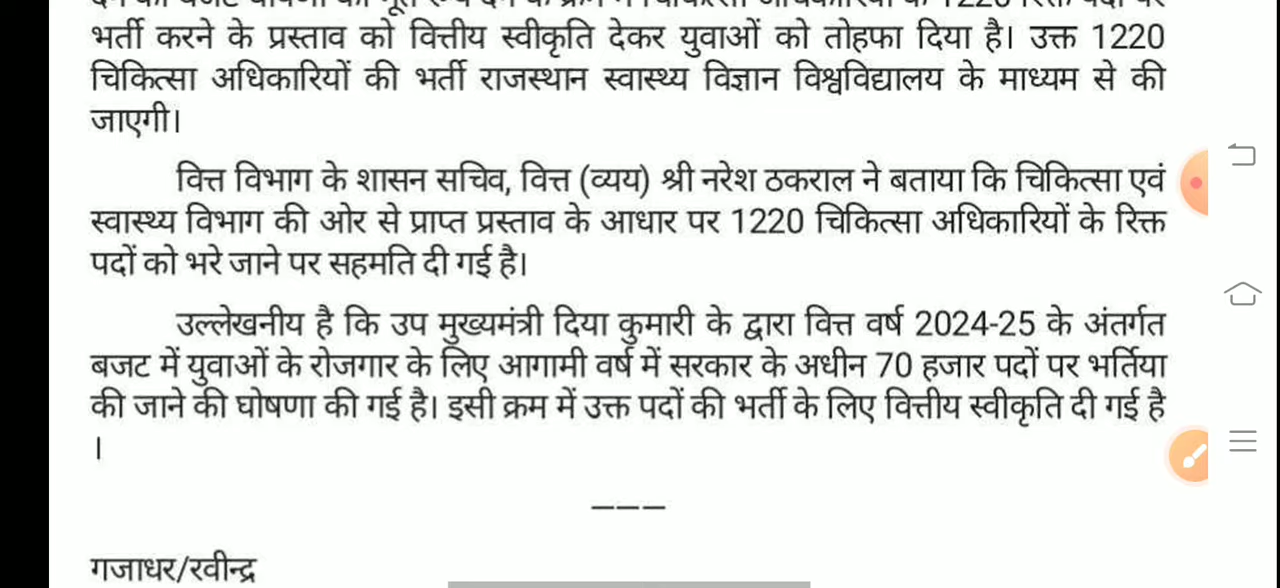 भर्ती करने के प्रस्ताव को वित्तीय स्वीकृति देकर युवाओं को तोहफा दिया है। उक्त 1220
चिकित्सा अधिकारियों की भर्ती राजस्थान स्वास्थ्य विज्ञान विश्वविद्यालय के माध्यम से की
जाएगी।
वित्त विभाग के शासन सचिव, वित्त (व्यय) श्री नरेश ठकराल ने बताया कि चिकित्सा एवं
स्वास्थ्य विभाग की ओर से प्राप्त प्रस्ताव के आधार पर 1220 चिकित्सा अधिकारियों के रिक्त
पदों को भरे जाने पर सहमति दी गई है।
उल्लेखनीय है कि उप मुख्यमंत्री दिया कुमारी के द्वारा वित्त वर्ष 2024-25 के अंतर्गत
बजट में युवाओं के रोजगार के लिए आगामी वर्ष में सरकार के अधीन 70 हजार पदों पर भर्तिया
की जाने की घोषणा की गई है। इसी क्रम में उक्त पदों की भर्ती के लिए वित्तीय स्वीकृति दी गई है
।
---
गजाधर/रवीन्द्र